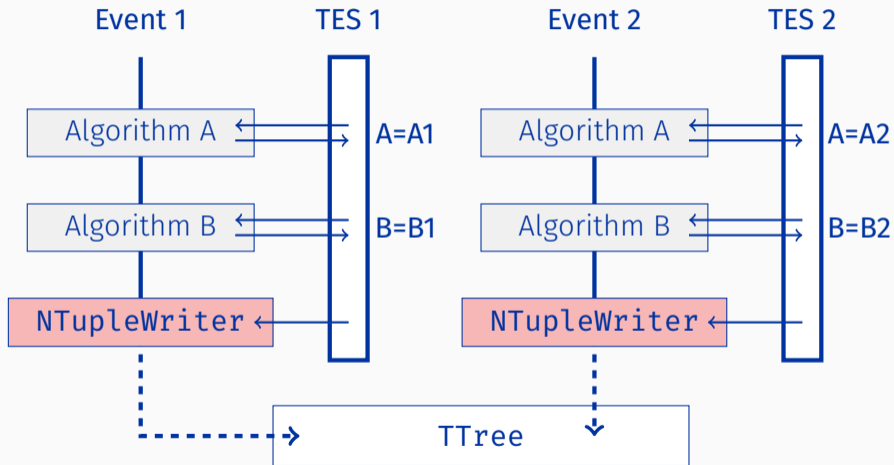 Event 1 TES 1 Event 2 TES 2
Algorithm A A=A1 Algorithm A A=A2
Algorithm B B=B1 Algorithm B B=B2
NTupleWriter NTupleWriter
TTree